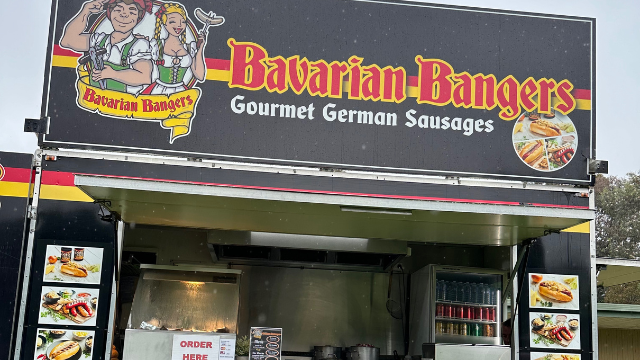 Bavarian Bangers
Bavarian Bangers
Gourmet German Sausages
ORDER
HERE